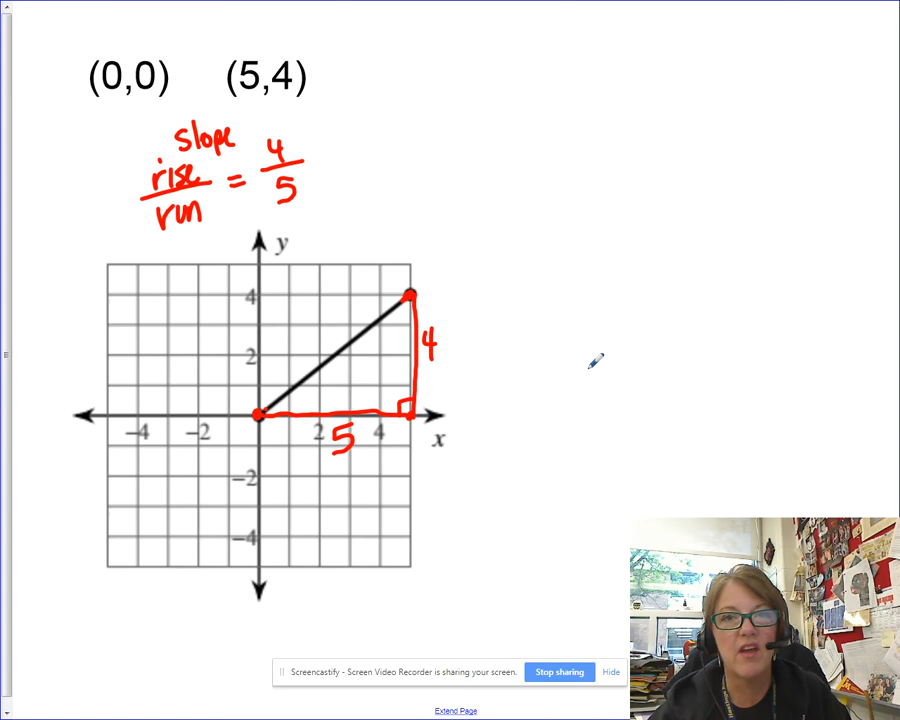 (0,0) (5,4)
slope
rise/run = 4/5
y
4
4
2
-4 -2 2 5 4
x
-2
-4
Screencastify - Screen Video Recorder is sharing your screen. Stop sharing Hide
Extend Page